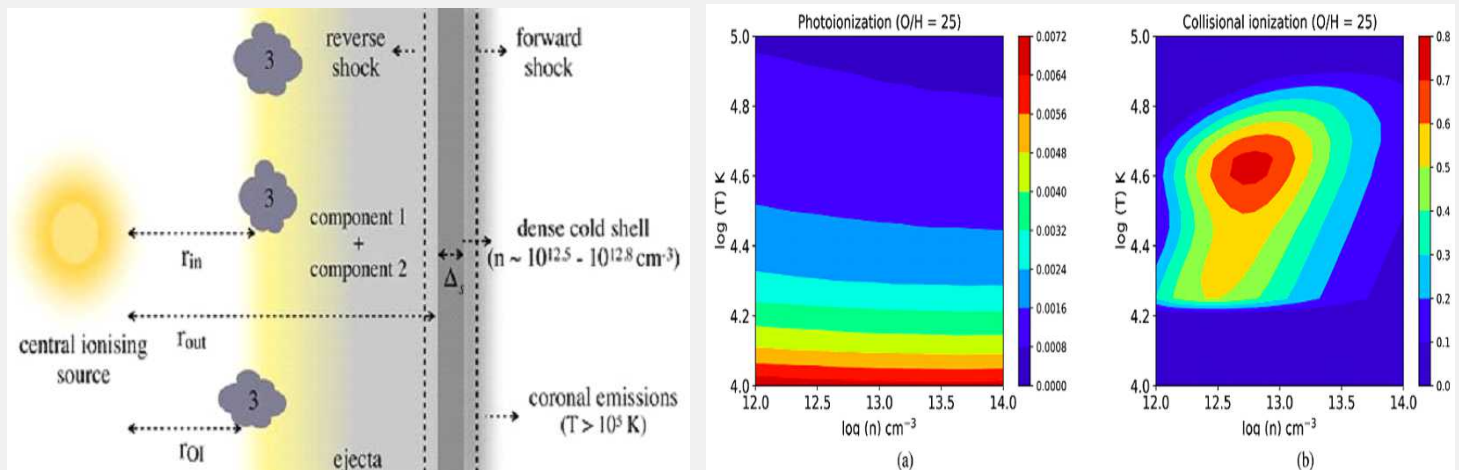 3
reverse
shock
forward
shock
3
component 1
+
component 2
dense cold shell
(n ~ 10^12.5 - 10^12.8 cm^-3)
Δs
r_in
r_out
central ionising
source
3
coronal emissions
(T > 10^5 K)
r_OI
ejecta
Photoionization (O/H = 25)
5.0
4.8
4.6
4.4
4.2
4.0
log (T) K
12.0 12.5 13.0 13.5 14.0
log (n) cm^-3
0.0072
0.0064
0.0056
0.0048
0.0040
0.0032
0.0024
0.0016
0.0008
0.0000
(a)
Collisional ionization (O/H = 25)
5.0
4.8
4.6
4.4
4.2
4.0
log (T) K
12.0 12.5 13.0 13.5 14.0
log (n) cm^-3
0.8
0.7
0.6
0.5
0.4
0.3
0.2
0.1
0.0
(b)